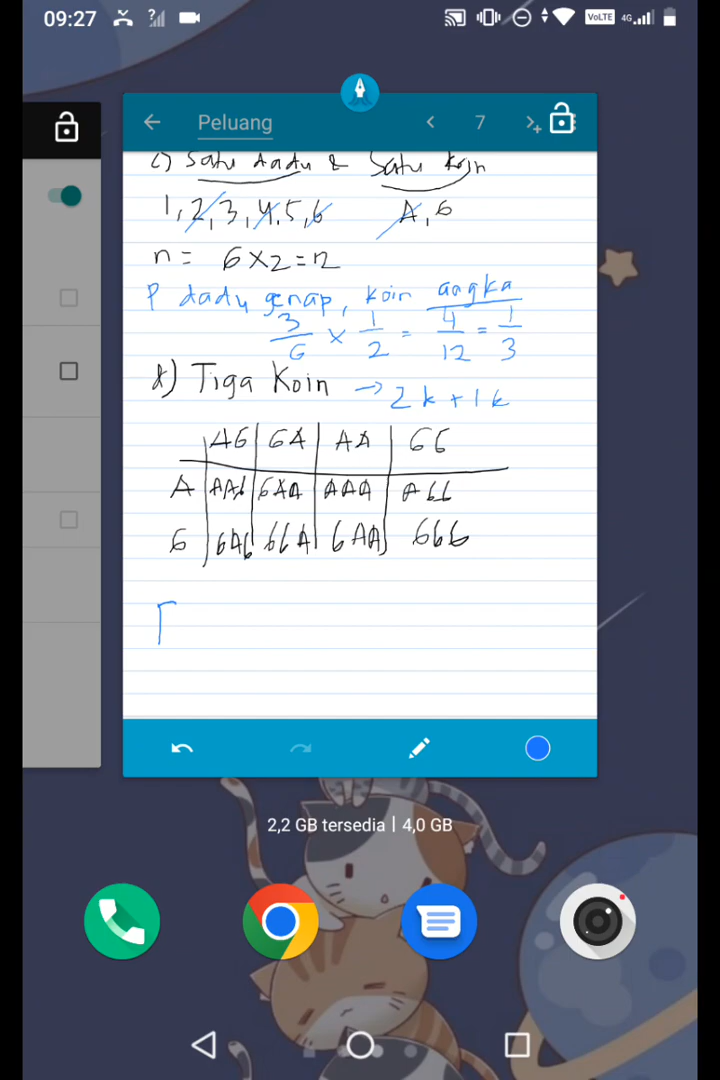 09:27
VoLTE 4G
Peluang
7
c) Satu dadu & Satu koin
1, 2, 3, 4, 5, 6 A, G
n = 6 x 2 = 12
P dadu genap, koin angka
3/6 x 1/2 = 4/12 = 1/3
d) Tiga Koin → 2k + 1k
AG GA AA GG
A AAG GAA AAA AGG
G GAG GGA GAA GGG
2,2 GB tersedia | 4,0 GB